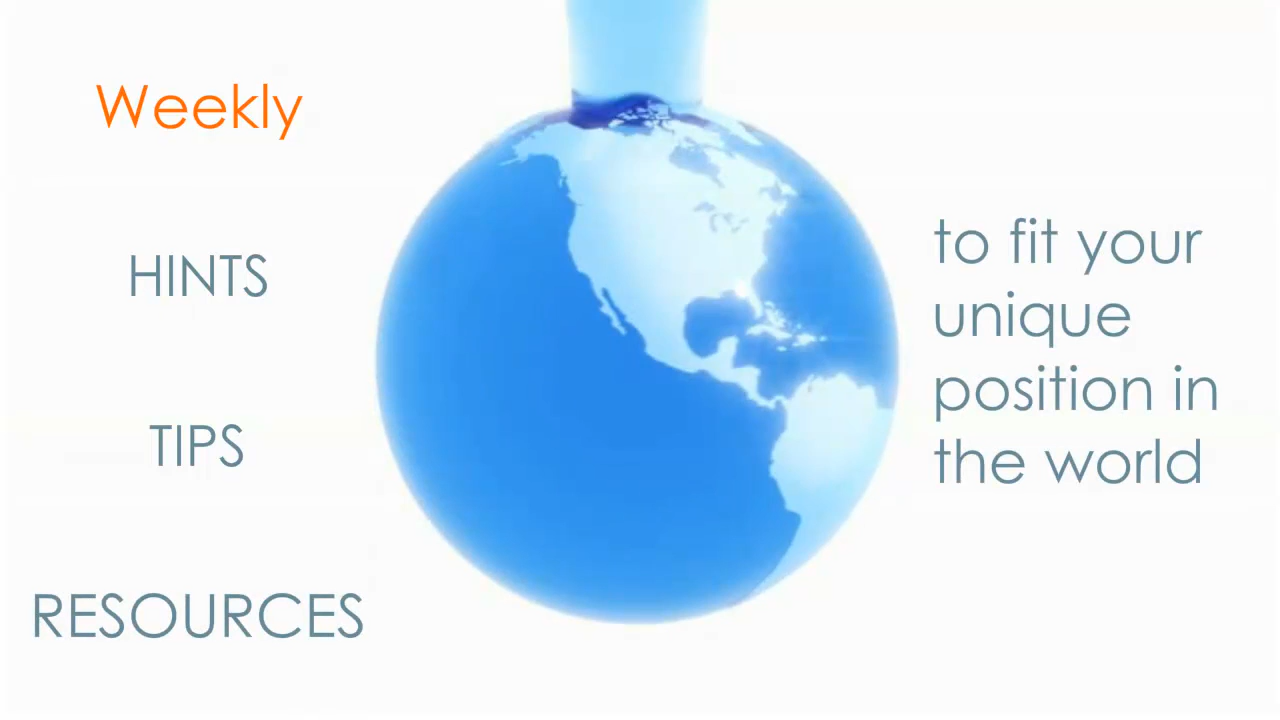 Weekly
HINTS
TIPS
RESOURCES
to fit your
unique
position in
the world